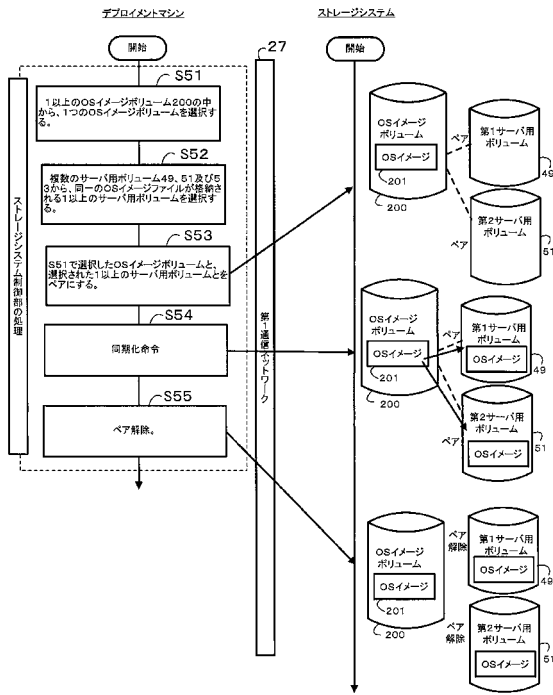 デプロイメントマシン
ストレージシステム
開始
27
開始
S51
1以上のOSイメージボリューム200の中
から、1つのOSイメージボリュームを選択す
る。
S52
複数のサーバ用ボリューム49、51及び5
3から、同一のOSイメージファイルが格納さ
れる1以上のサーバ用ボリュームを選択す
る。
S53
S51で選択したOSイメージボリュームと、
選択された1以上のサーバ用ボリュームとを
ペアにする。
S54
同期化命令
S55
ペア解除。
ストレージシステム制御部の処理
第1通信ネットワーク
OSイメージ
ボリューム
OSイメージ
201
200
ペア
第1サーバ用
ボリューム
49
ペア
第2サーバ用
ボリューム
51
OSイメージ
ボリューム
OSイメージ
201
200
ペア
第1サーバ用
ボリューム
OSイメージ
49
ペア
第2サーバ用
ボリューム
OSイメージ
51
OSイメージ
ボリューム
OSイメージ
201
200
ペア
解除
第1サーバ用
ボリューム
OSイメージ
49
ペア
解除
第2サーバ用
ボリューム
OSイメージ
51